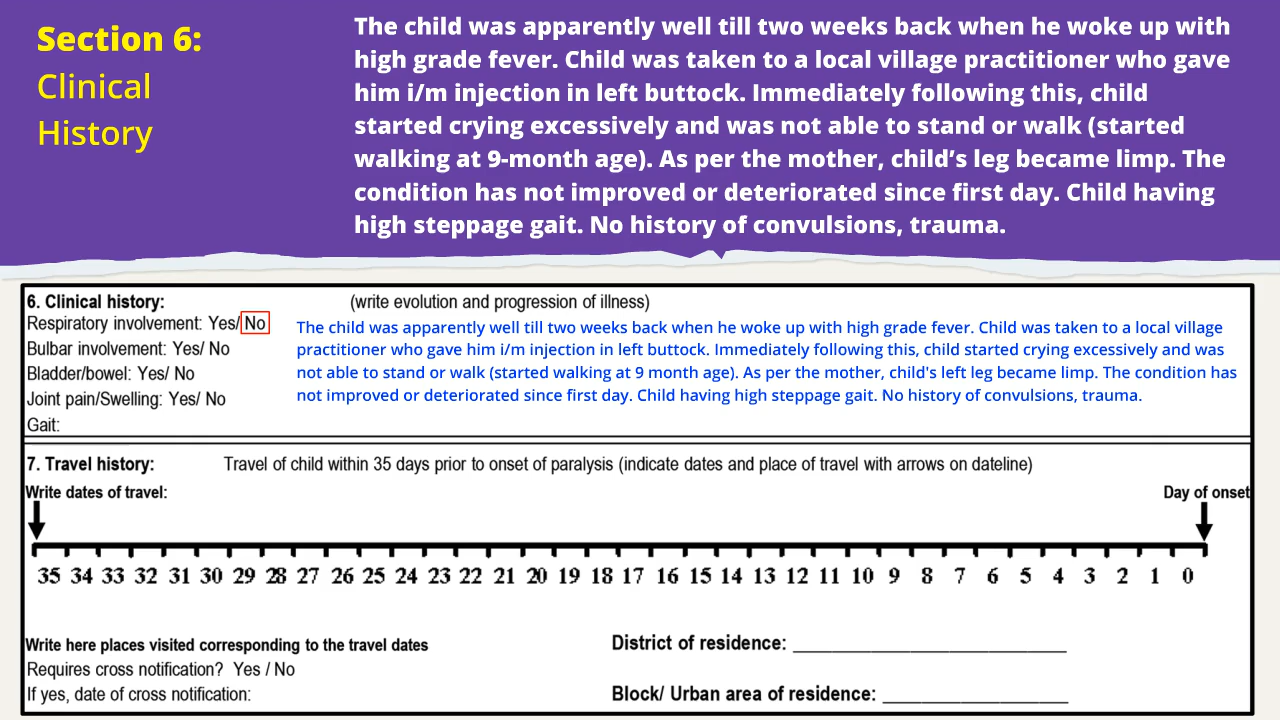 Section 6:
Clinical
History
The child was apparently well till two weeks back when he woke up with
high grade fever. Child was taken to a local village practitioner who gave
him i/m injection in left buttock. Immediately following this, child
started crying excessively and was not able to stand or walk (started
walking at 9-month age). As per the mother, child’s leg became limp. The
condition has not improved or deteriorated since first day. Child having
high steppage gait. No history of convulsions, trauma.
6. Clinical history: (write evolution and progression of illness)
Respiratory involvement: Yes/ No
Bulbar involvement: Yes/ No
Bladder/bowel: Yes/ No
Joint pain/Swelling: Yes/ No
Gait:
The child was apparently well till two weeks back when he woke up with high grade fever. Child was taken to a local village
practitioner who gave him i/m injection in left buttock. Immediately following this, child started crying excessively and was
not able to stand or walk (started walking at 9 month age). As per the mother, child's left leg became limp. The condition has
not improved or deteriorated since first day. Child having high steppage gait. No history of convulsions, trauma.
7. Travel history: Travel of child within 35 days prior to onset of paralysis (indicate dates and place of travel with arrows on dateline)
Write dates of travel: Day of onset
35 34 33 32 31 30 29 28 27 26 25 24 23 22 21 20 19 18 17 16 15 14 13 12 11 10 9 8 7 6 5 4 3 2 1 0
Write here places visited corresponding to the travel dates
Requires cross notification? Yes / No
If yes, date of cross notification:
District of residence:
Block/ Urban area of residence: